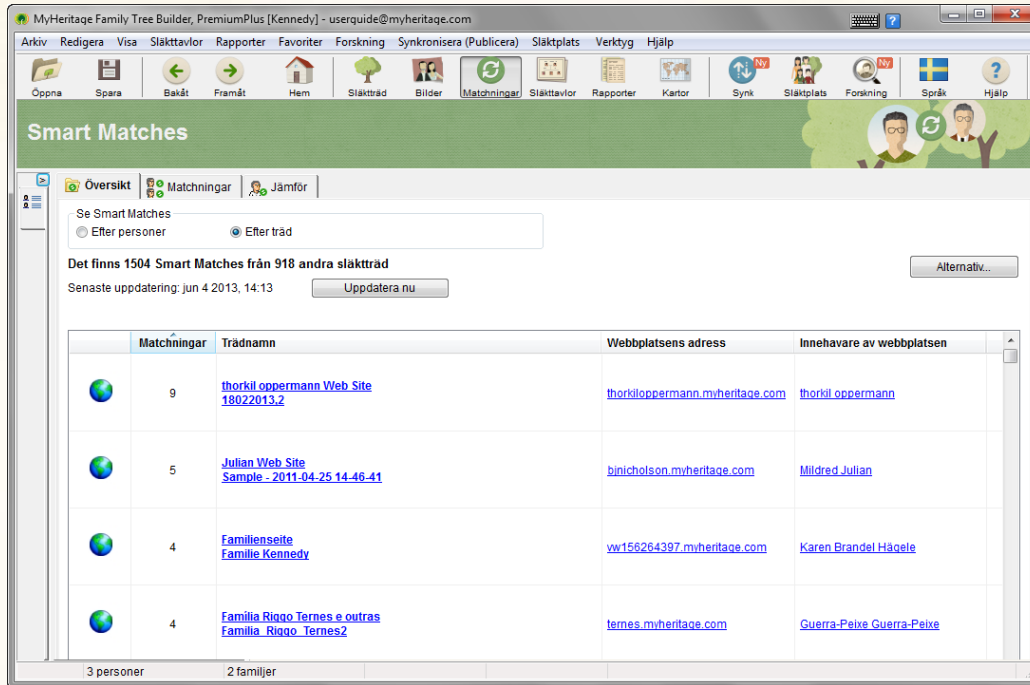 MyHeritage Family Tree Builder, PremiumPlus [Kennedy] - userguide@myheritage.com
Arkiv Redigera Visa Släkttavlor Rapporter Favoriter Forskning Synkronisera (Publicera) Släktplats Verktyg Hjälp
Ny Ny
Öppna Spara Bakåt Framåt Hem Släktträd Bilder Matchningar Släkttavlor Rapporter Kartor Synk Släktplats Forskning Språk Hjälp
Smart Matches
Översikt Matchningar Jämför
Se Smart Matches
Efter personer Efter träd
Det finns 1504 Smart Matches från 918 andra släktträd
Alternativ...
Senaste uppdatering: jun 4 2013, 14:13 Uppdatera nu
Matchningar Trädnamn Webbplatsens adress Innehavare av webbplatsen
9 thorkil oppermann Web Site
18022013,2
thorkiloppermann.myheritage.com thorkil oppermann
5 Julian Web Site
Sample - 2011-04-25 14-46-41
bjnicholson.myheritage.com Mildred Julian
4 Familienseite
Familie Kennedy
vw156264397.myheritage.com Karen Brandel Hägele
4 Família Riggo Ternes e outras
Familia_Riggo_Ternes2
ternes.myheritage.com Guerra-Peixe Guerra-Peixe
3 personer 2 familjer